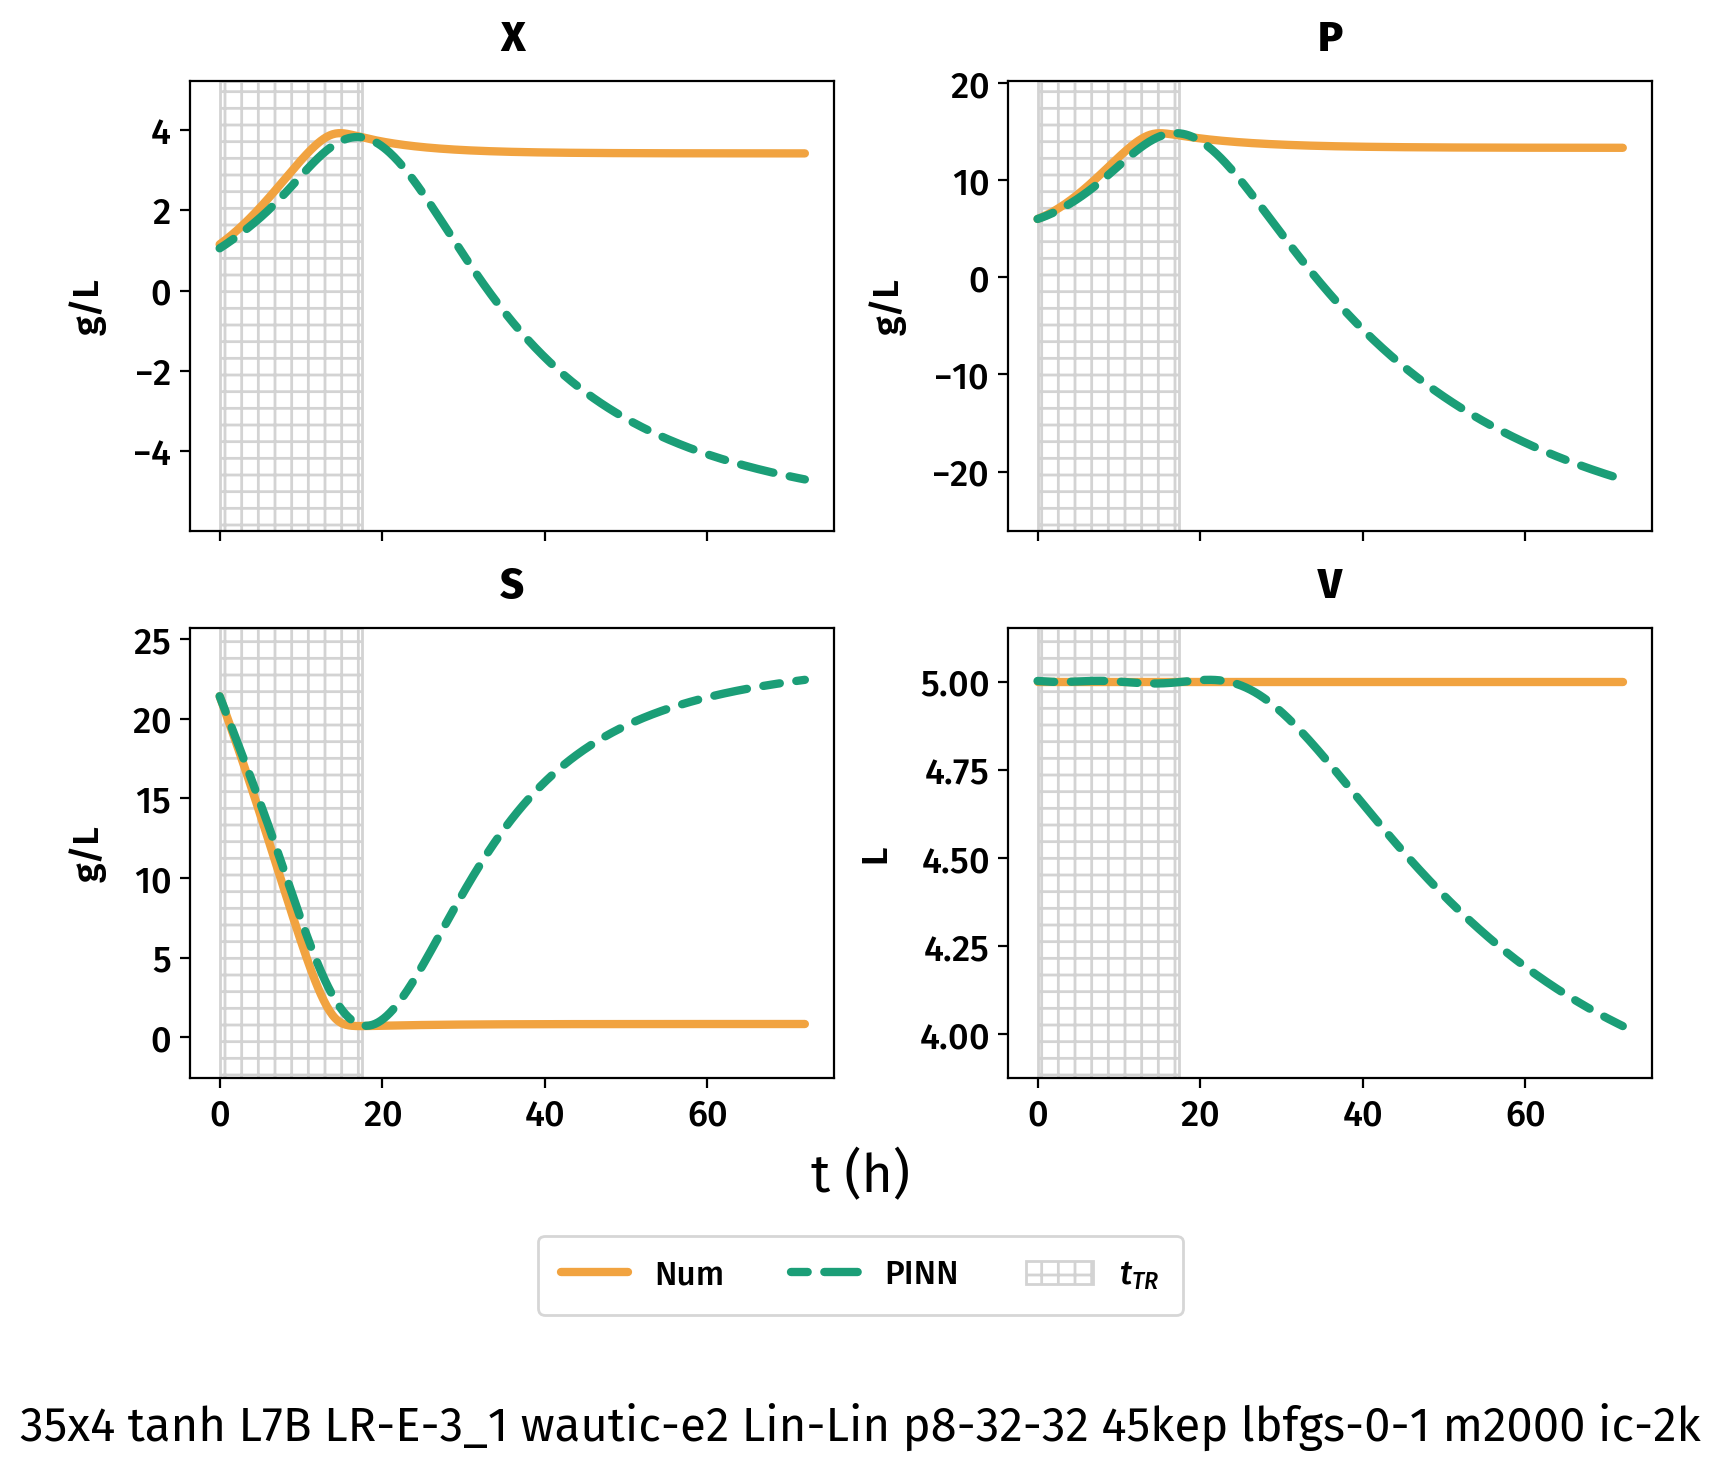 X
P
4
2
0
−2
−4
g/L
20
10
0
−10
−20
g/L
S
V
25
20
15
10
5
0
g/L
5.00
4.75
4.50
4.25
4.00
L
0 20 40 60
0 20 40 60
t (h)
Num PINN tTR
35x4 tanh L7B LR-E-3_1 wautic-e2 Lin-Lin p8-32-32 45kep lbfgs-0-1 m2000 ic-2k